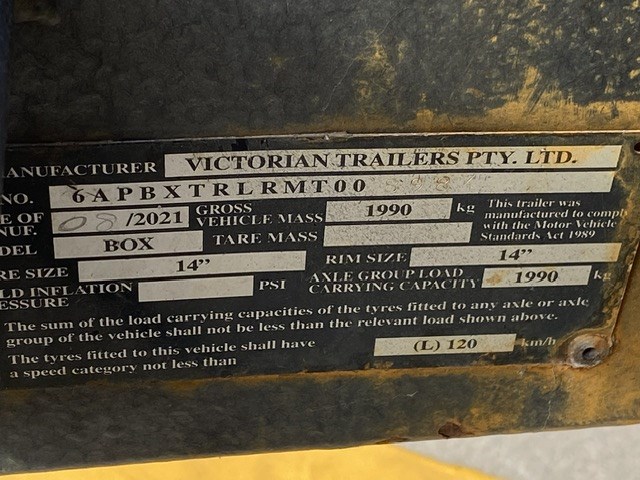 ANUFACTURER VICTORIAN TRAILERS PTY. LTD.
NO. 6APBXTRLRMT00
E OF NUF. 08/2021 GROSS VEHICLE MASS 1990 kg
DEL BOX TARE MASS
RE SIZE 14” RIM SIZE 14”
LD INFLATION ESSURE PSI AXLE GROUP LOAD CARRYING CAPACITY 1990 kg
This trailer was
manufactured to comp
with the Motor Vehicle
Standards Act 1989
The sum of the load carrying capacities of the tyres fitted to any axle or axle
group of the vehicle shall not be less than the relevant load shown above.
The tyres fitted to this vehicle shall have
a speed category not less than (L) 120 km/h